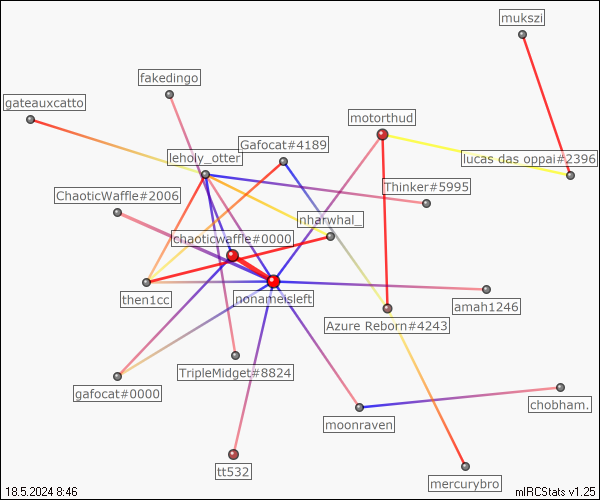 mukszi
fakedingo
gateauxcatto
motorthud
Gafocat#4189
leholy_otter
lucas das oppai#2396
Thinker#5995
ChaoticWaffle#2006
nharwhal_
chaoticwaffle#0000
then1cc
nonameisleft
amah1246
Azure Reborn#4243
TripleMidget#8824
gafocat#0000
chobham.
moonraven
tt532
mercurybro
18.5.2024 8:46
mIRCStats v1.25